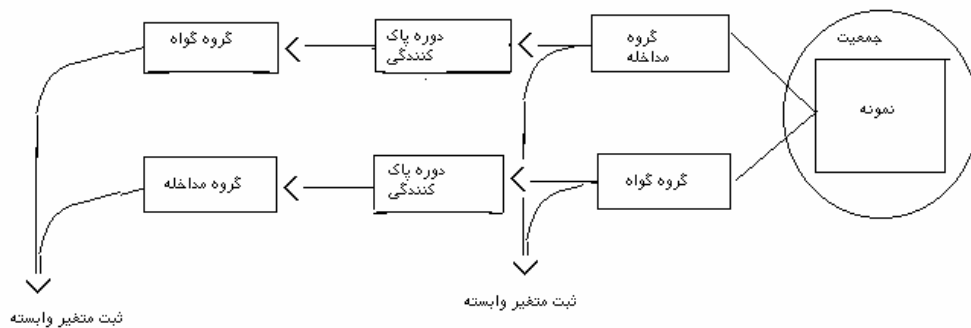 جمعیت
نمونه
گروه
مداخله
دوره پاک
کنندگی
گروه گواه
گروه گواه
دوره پاک
کنندگی
گروه مداخله
ثبت متغیر وابسته
ثبت متغیر وابسته